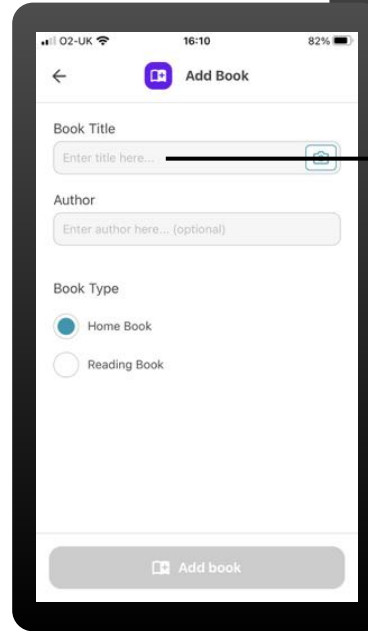 O2-UK 16:10 82%
Add Book
Book Title
Enter title here...
Author
Enter author here... (optional)
Book Type
Home Book
Reading Book
Add book